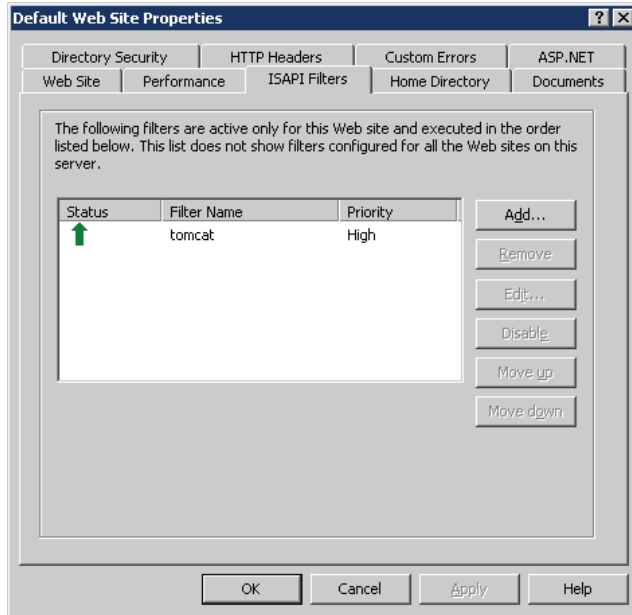 Default Web Site Properties
Directory Security HTTP Headers Custom Errors ASP.NET
Web Site Performance ISAPI Filters Home Directory Documents
The following filters are active only for this Web site and executed in the order
listed below. This list does not show filters configured for all the Web sites on this
server.
Status Filter Name Priority
tomcat High
Add...
Remove
Edit...
Disable
Move up
Move down
OK Cancel Apply Help